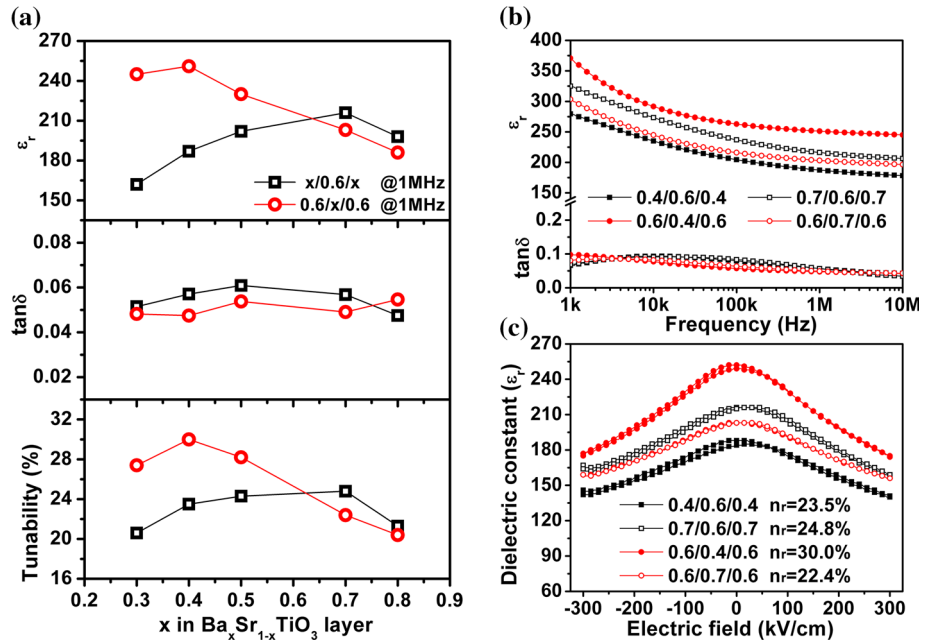 (a)
270
240
210
180
150
εr
x/0.6/x @1MHz
0.6/x/0.6 @1MHz
0.08
0.06
0.04
0.02
0.00
tanδ
32
28
24
20
16
Tunability (%)
0.2 0.3 0.4 0.5 0.6 0.7 0.8 0.9
x in BaxSr1-xTiO3 layer
(b)
400
350
300
250
200
150
εr
0.4/0.6/0.4 0.7/0.6/0.7
0.6/0.4/0.6 0.6/0.7/0.6
0.2
0.1
0.0
tanδ
1k 10k 100k 1M 10M
Frequency (Hz)
(c)
270
240
210
180
150
120
90
60
Dielectric constant (εr)
0.4/0.6/0.4 nr=23.5%
0.7/0.6/0.7 nr=24.8%
0.6/0.4/0.6 nr=30.0%
0.6/0.7/0.6 nr=22.4%
-300 -200 -100 0 100 200 300
Electric field (kV/cm)